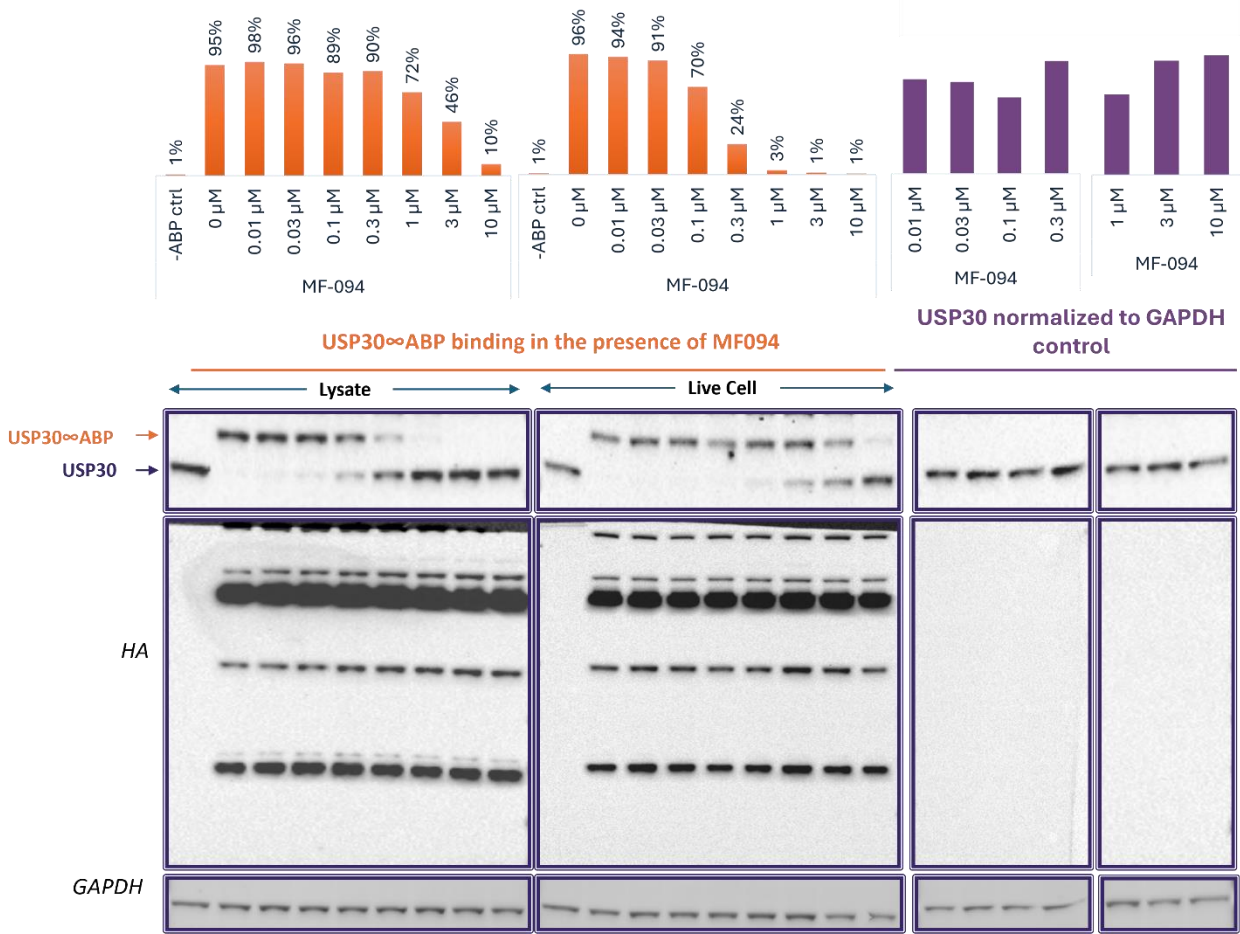 95%
98%
96%
89%
90%
72%
46%
10%
1%
96%
94%
91%
70%
24%
3%
1%
1%
1%
-ABP ctrl
0 µM
0.01 µM
0.03 µM
0.1 µM
0.3 µM
1 µM
3 µM
10 µM
MF-094
-ABP ctrl
0 µM
0.01 µM
0.03 µM
0.1 µM
0.3 µM
1 µM
3 µM
10 µM
MF-094
0.01 µM
0.03 µM
0.1 µM
0.3 µM
MF-094
1 µM
3 µM
10 µM
MF-094
USP30∞ABP binding in the presence of MF094
USP30 normalized to GAPDH
control
Lysate
Live Cell
USP30∞ABP
USP30
HA
GAPDH